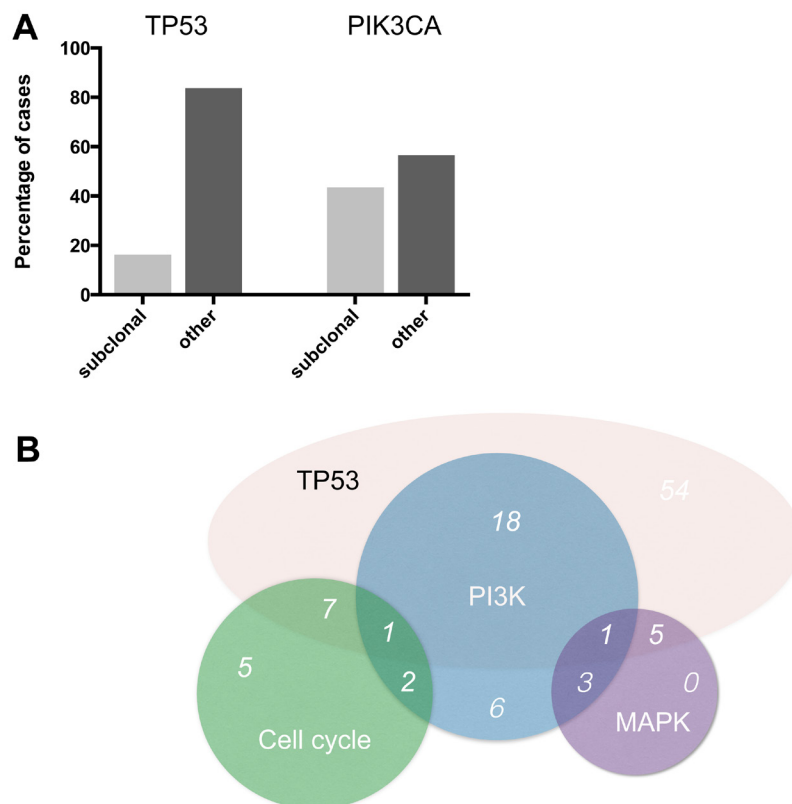 A
TP53 PIK3CA
Percentage of cases
100
80
60
40
20
0
subclonal other subclonal other
B
TP53
54
18
PI3K
7
1
1
5
5
2
3
0
6
MAPK
Cell cycle